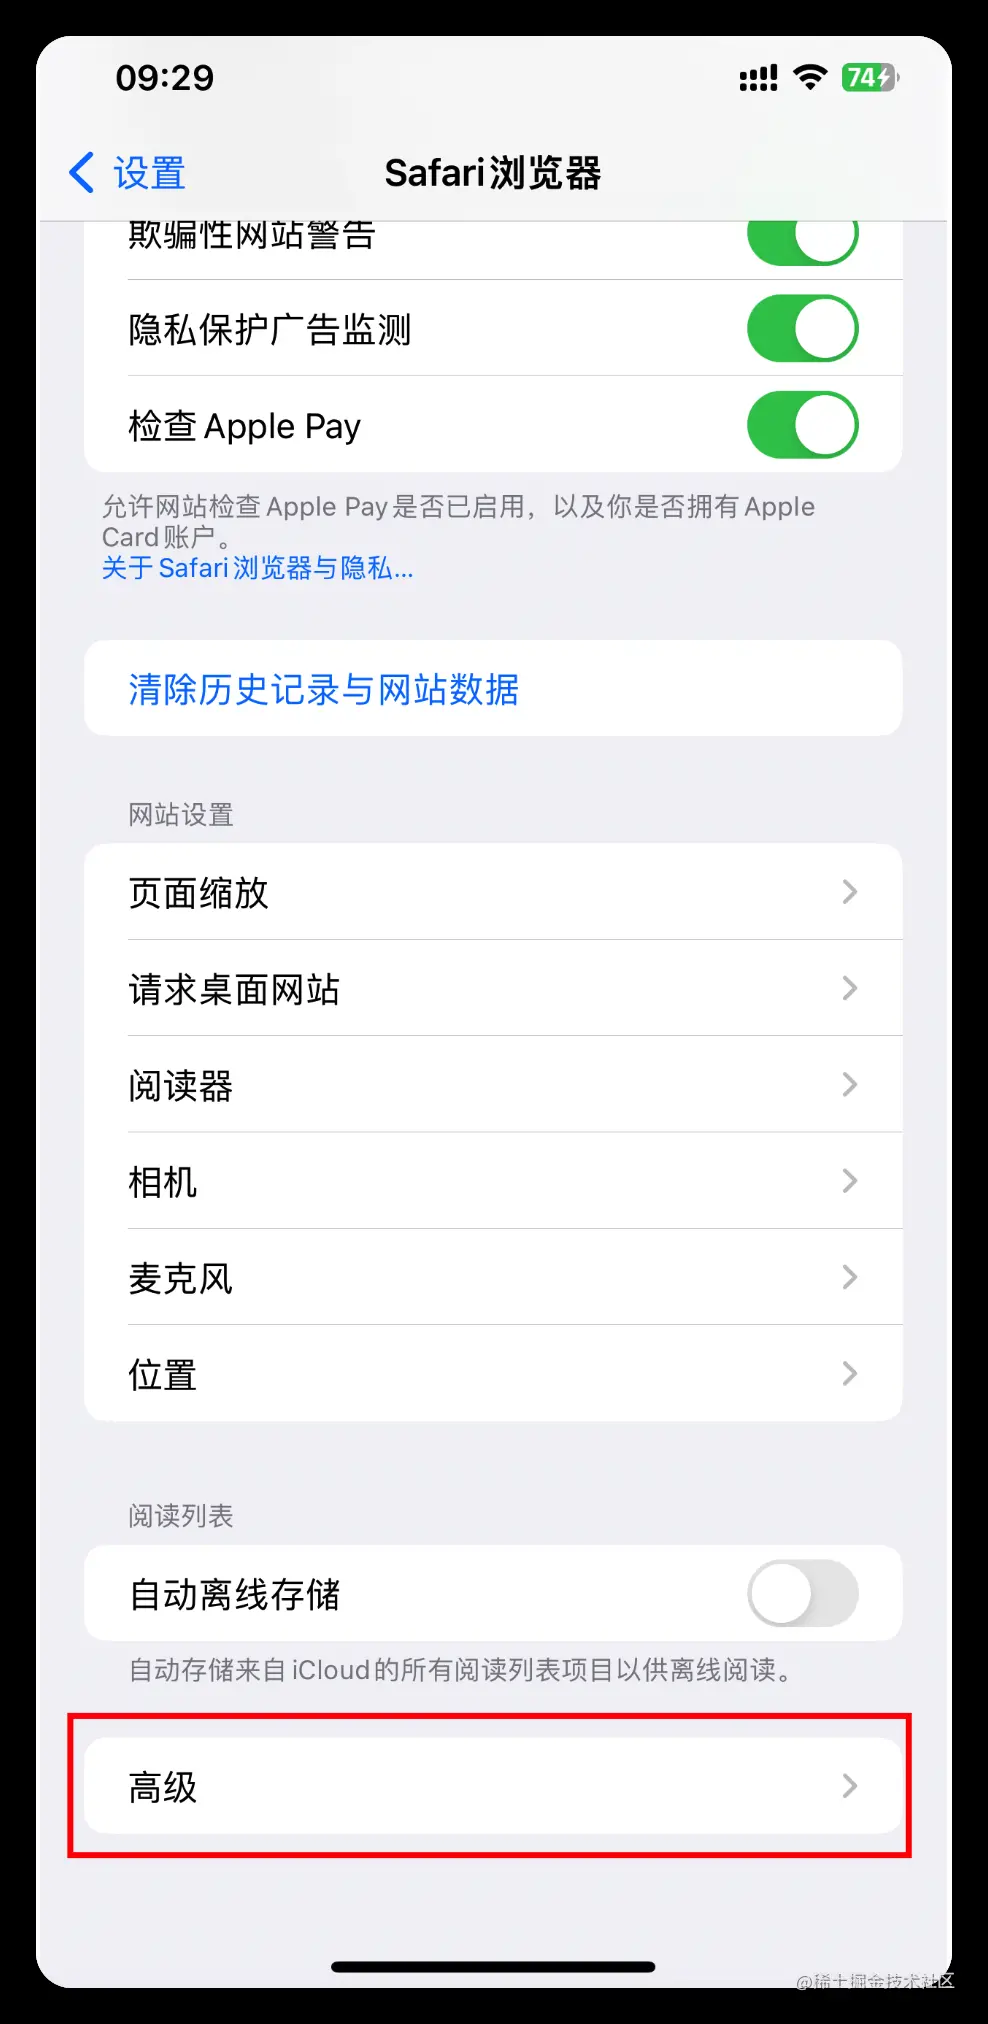 09:29
74
设置
Safari浏览器
欺骗性网站警告
隐私保护广告监测
检查 Apple Pay
允许网站检查 Apple Pay 是否已启用，以及你是否拥有 Apple
Card 账户。
关于 Safari 浏览器与隐私...
清除历史记录与网站数据
网站设置
页面缩放
请求桌面网站
阅读器
相机
麦克风
位置
阅读列表
自动离线存储
自动存储来自 iCloud 的所有阅读列表项目以供离线阅读。
高级
@稀土掘金技术社区